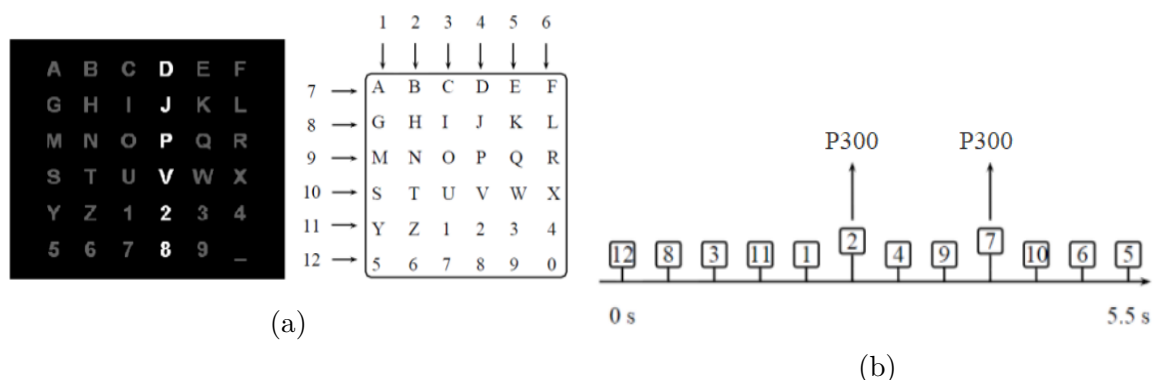 A B C D E F
G H I J K L
M N O P Q R
S T U V W X
Y Z 1 2 3 4
5 6 7 8 9 _
1 2 3 4 5 6
7 A B C D E F
8 G H I J K L
9 M N O P Q R
10 S T U V W X
11 Y Z 1 2 3 4
12 5 6 7 8 9 0
(a)
P300 P300
12 8 3 11 1 2 4 9 7 10 6 5
0 s 5.5 s
(b)